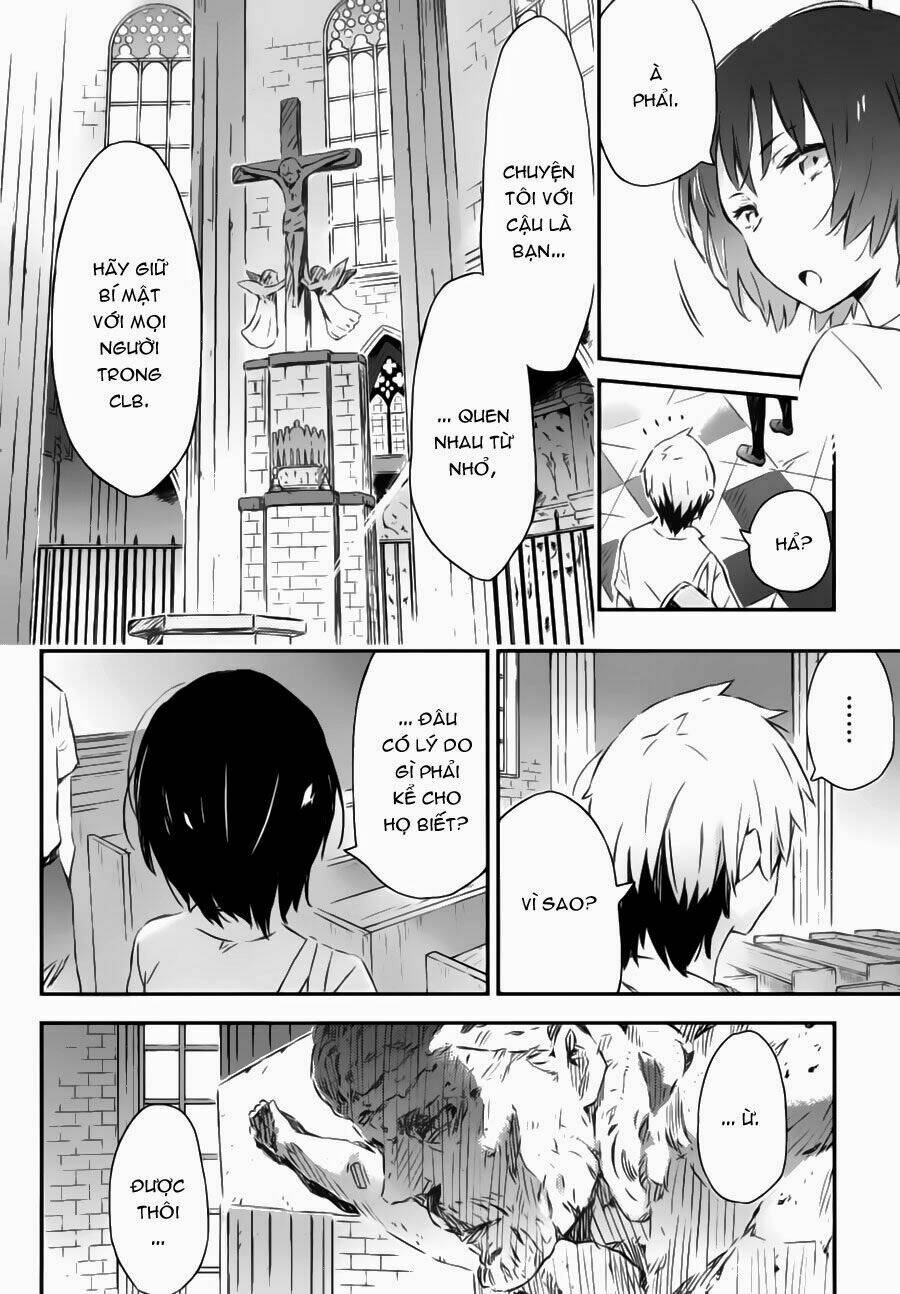 À
PHẢI.
HẢ?
CHUYỆN
TÔI VỚI
CẬU LÀ
BẠN...
... QUEN
NHAU TỪ
NHỎ,
HÃY GIỮ
BÍ MẬT
VỚI MỌI
NGƯỜI
TRONG
CLB.
......
VÌ SAO?
... ĐÂU
CÓ LÝ DO
GÌ PHẢI
KỂ CHO
HỌ BIẾT?
... Ừ.
ĐƯỢC
THÔI
...